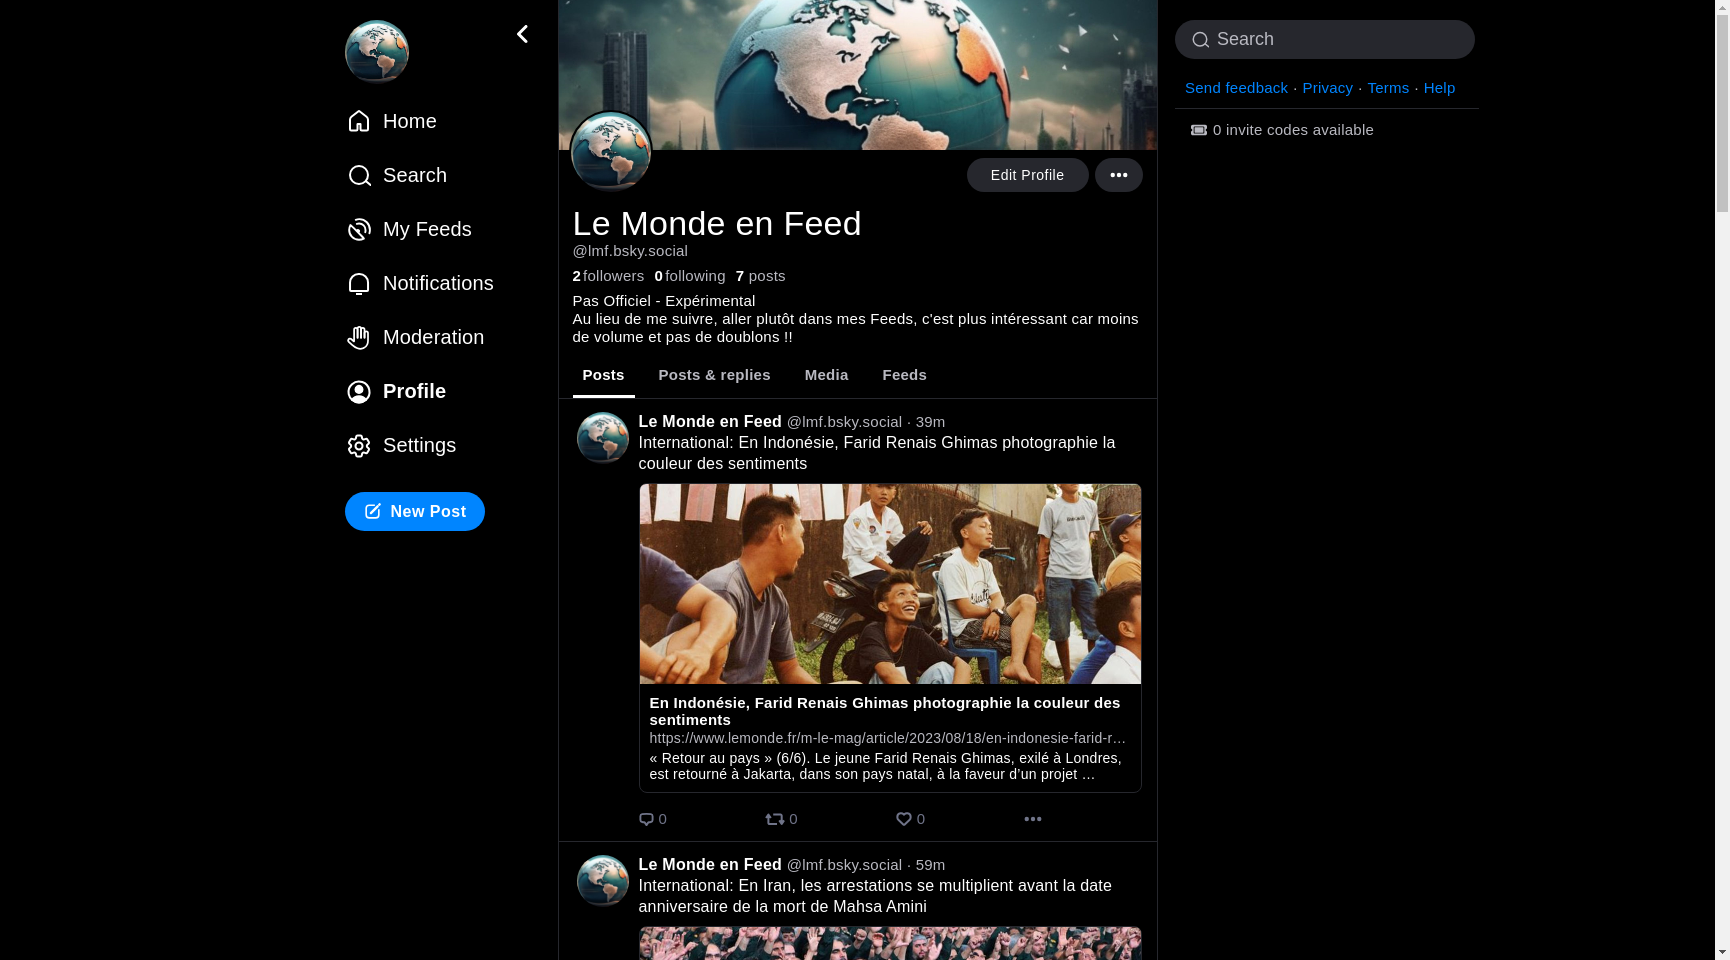 Home
Search
My Feeds
Notifications
Moderation
Profile
Settings
New Post
Edit Profile
Le Monde en Feed
@lmf.bsky.social
2 followers 0 following 7 posts
Pas Officiel - Expérimental
Au lieu de me suivre, aller plutôt dans mes Feeds, c'est plus intéressant car moins
de volume et pas de doublons !!
Posts Posts & replies Media Feeds
Le Monde en Feed @lmf.bsky.social · 39m
International: En Indonésie, Farid Renais Ghimas photographie la
couleur des sentiments
En Indonésie, Farid Renais Ghimas photographie la couleur des
sentiments
https://www.lemonde.fr/m-le-mag/article/2023/08/18/en-indonesie-farid-r…
« Retour au pays » (6/6). Le jeune Farid Renais Ghimas, exilé à Londres,
est retourné à Jakarta, dans son pays natal, à la faveur d’un projet …
0 0 0
Le Monde en Feed @lmf.bsky.social · 59m
International: En Iran, les arrestations se multiplient avant la date
anniversaire de la mort de Mahsa Amini
Search
Send feedback · Privacy · Terms · Help
0 invite codes available